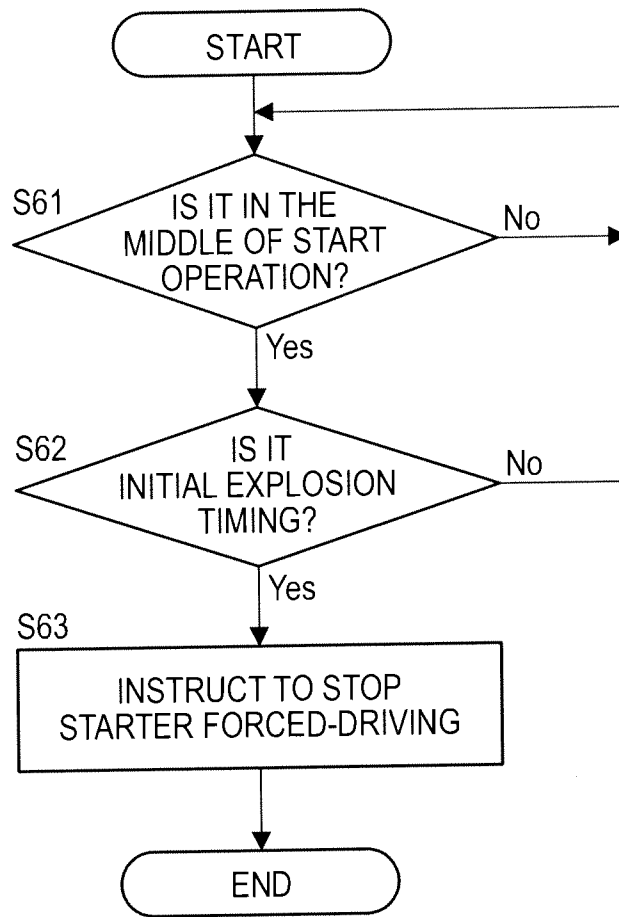 START
S61
IS IT IN THE
MIDDLE OF START
OPERATION?
No
Yes
S62
IS IT
INITIAL EXPLOSION
TIMING?
No
Yes
S63
INSTRUCT TO STOP
STARTER FORCED-DRIVING
END